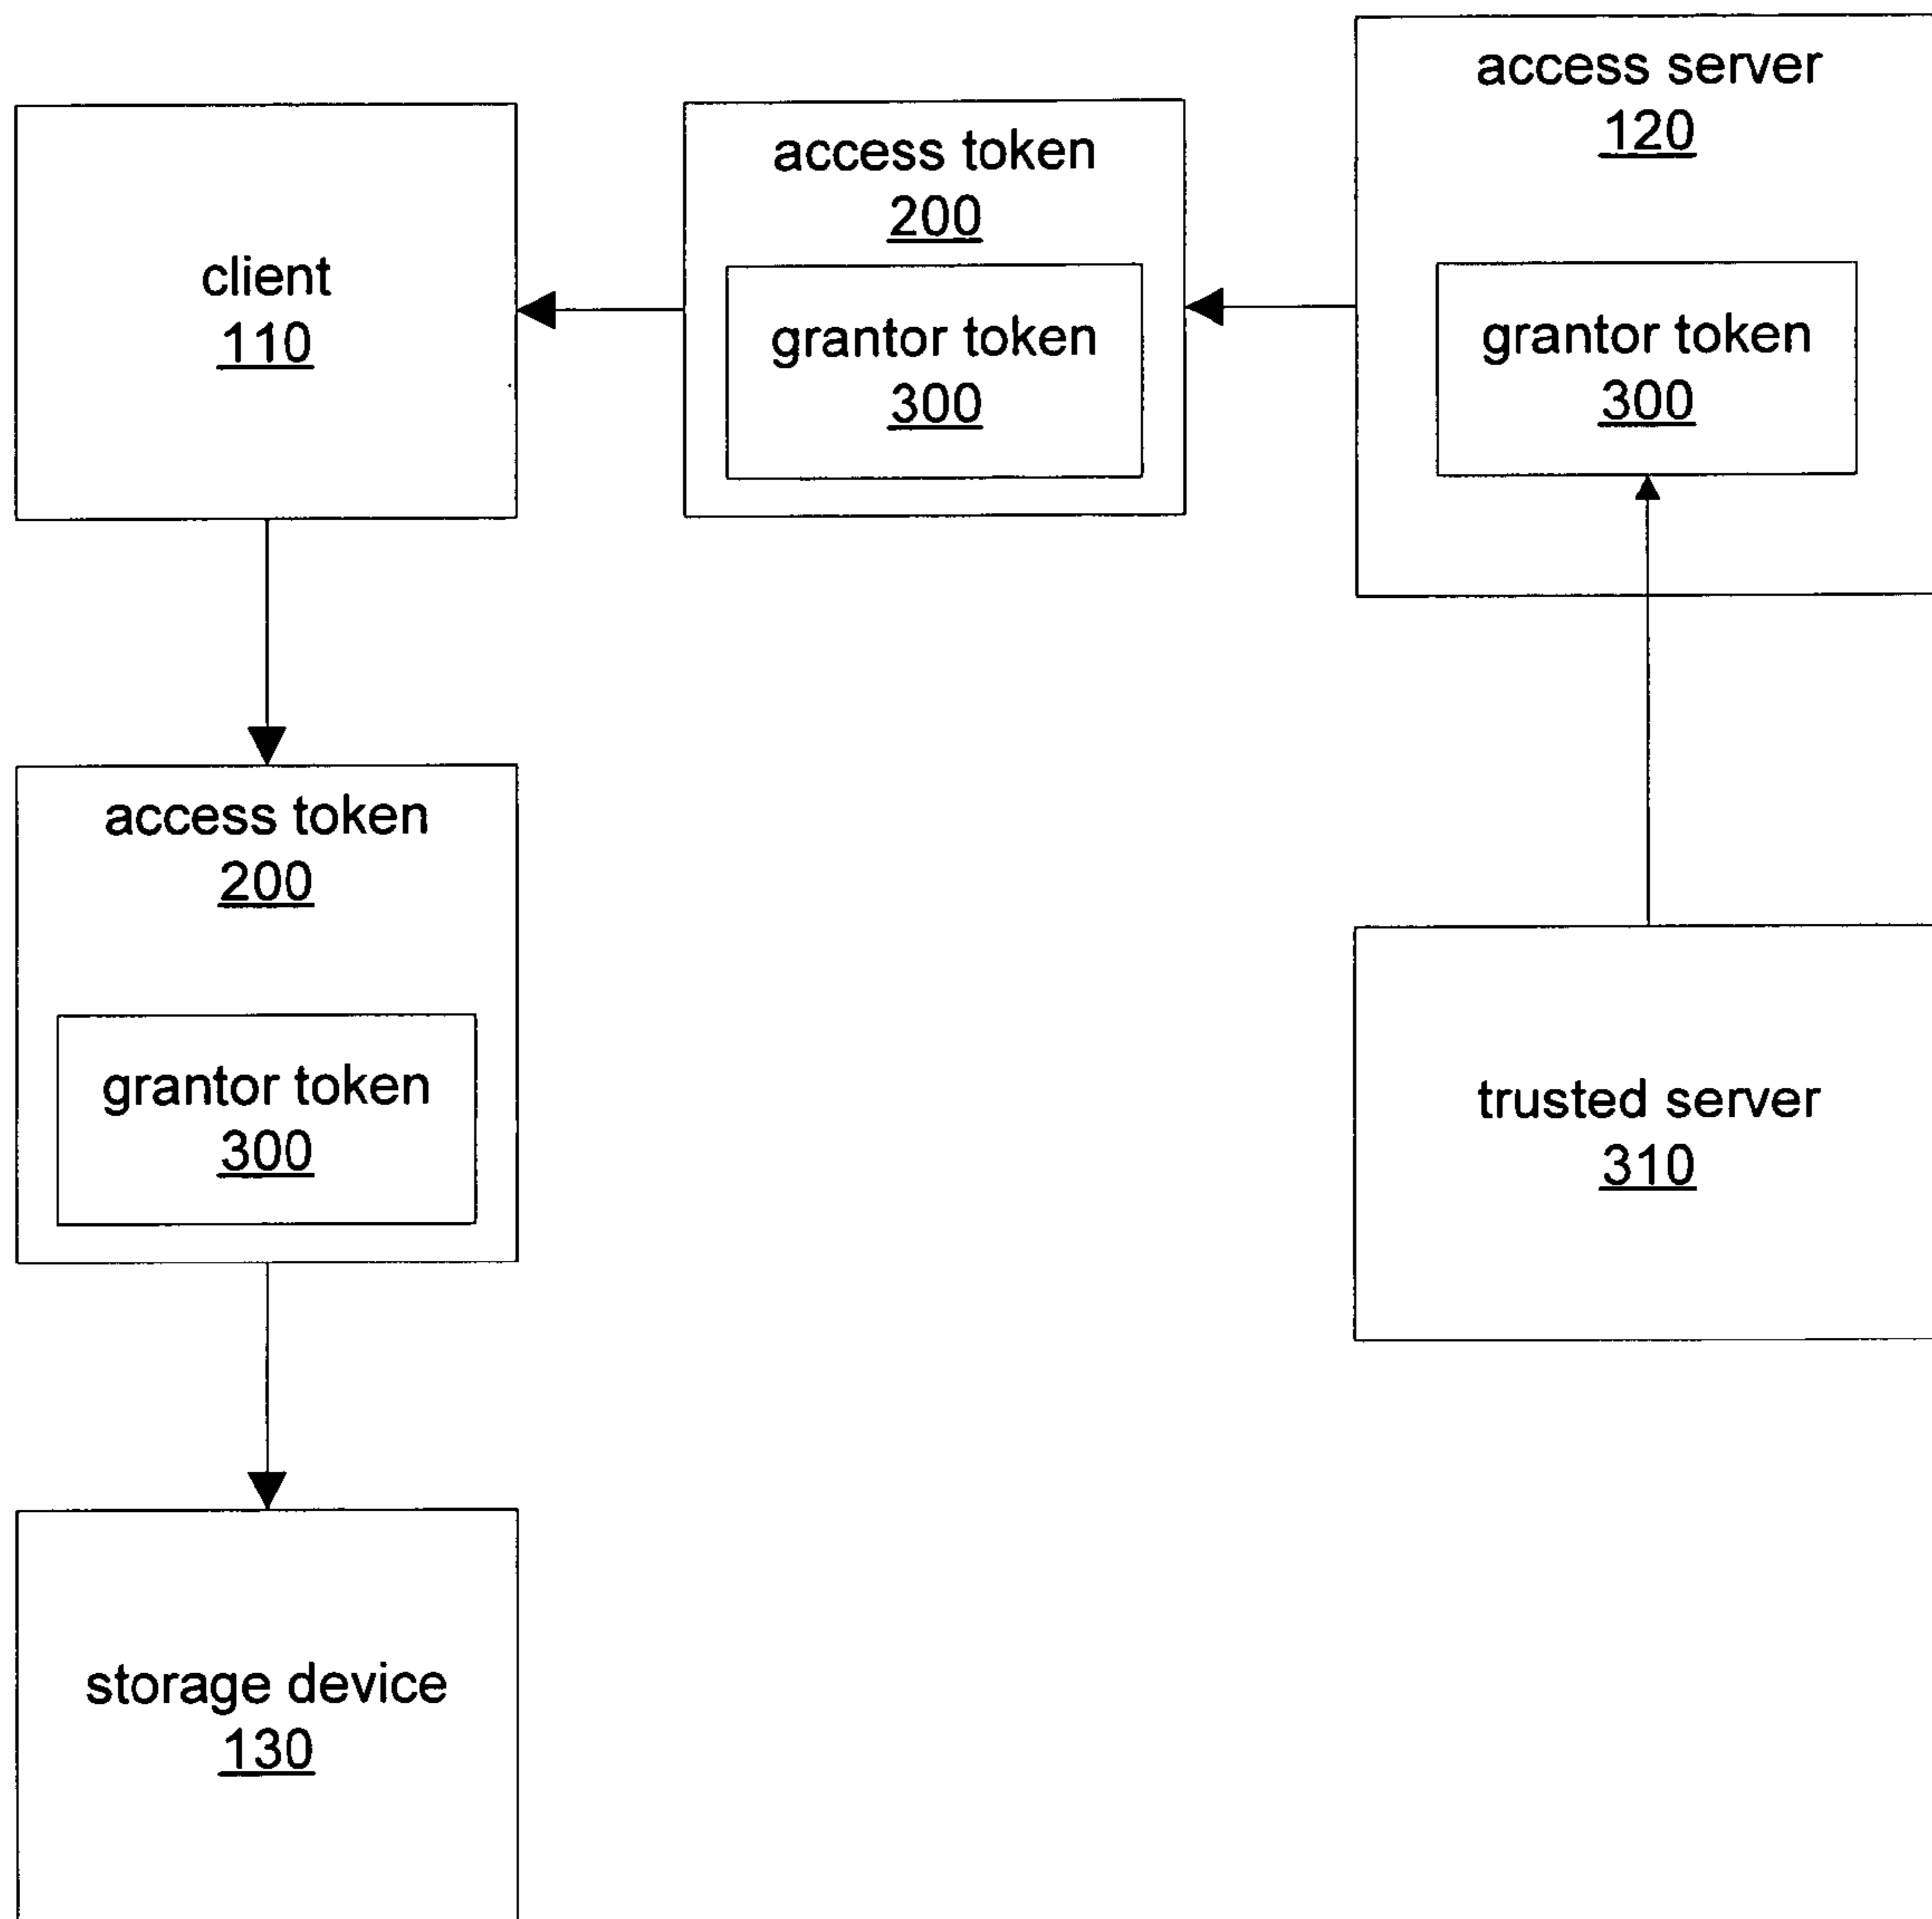 access server
120
client
110
access token
200
grantor token
300
grantor token
300
access token
200
grantor token
300
trusted server
310
storage device
130